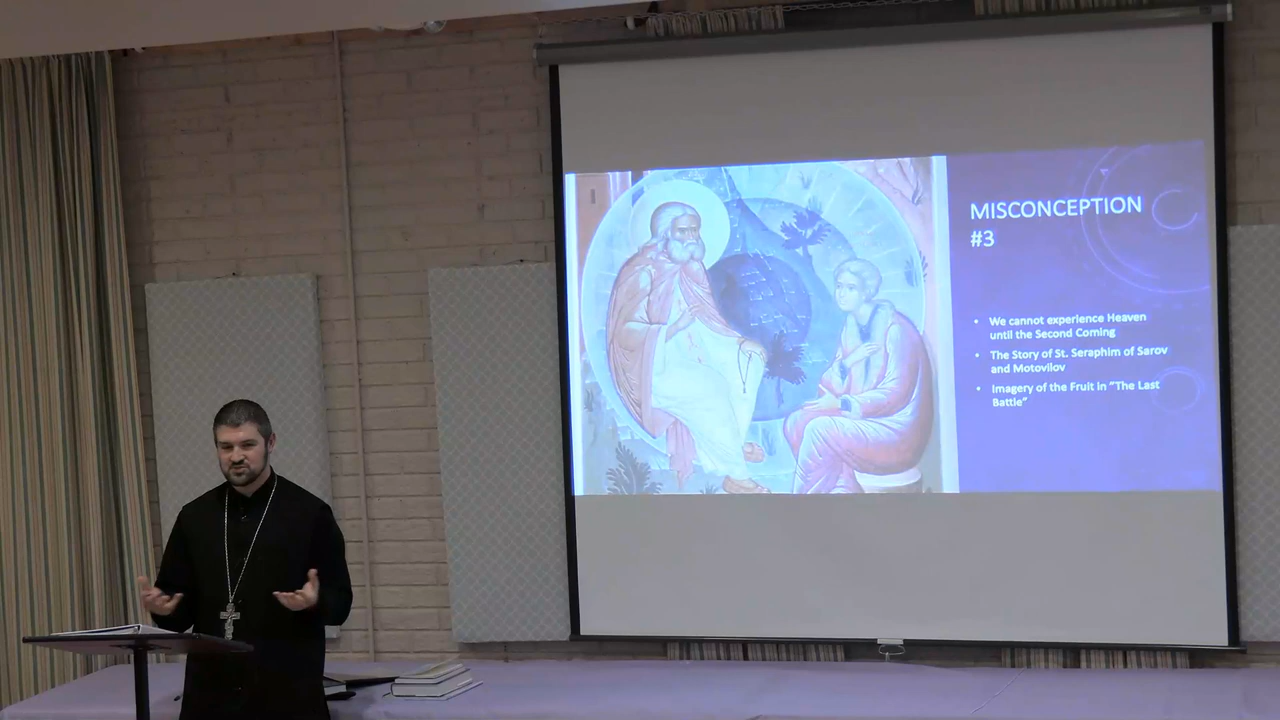 MISCONCEPTION
#3
• We cannot experience Heaven
until the Second Coming
• The Story of St. Seraphim of Sarov
and Motovilov
• Imagery of the Fruit in "The Last
Battle"